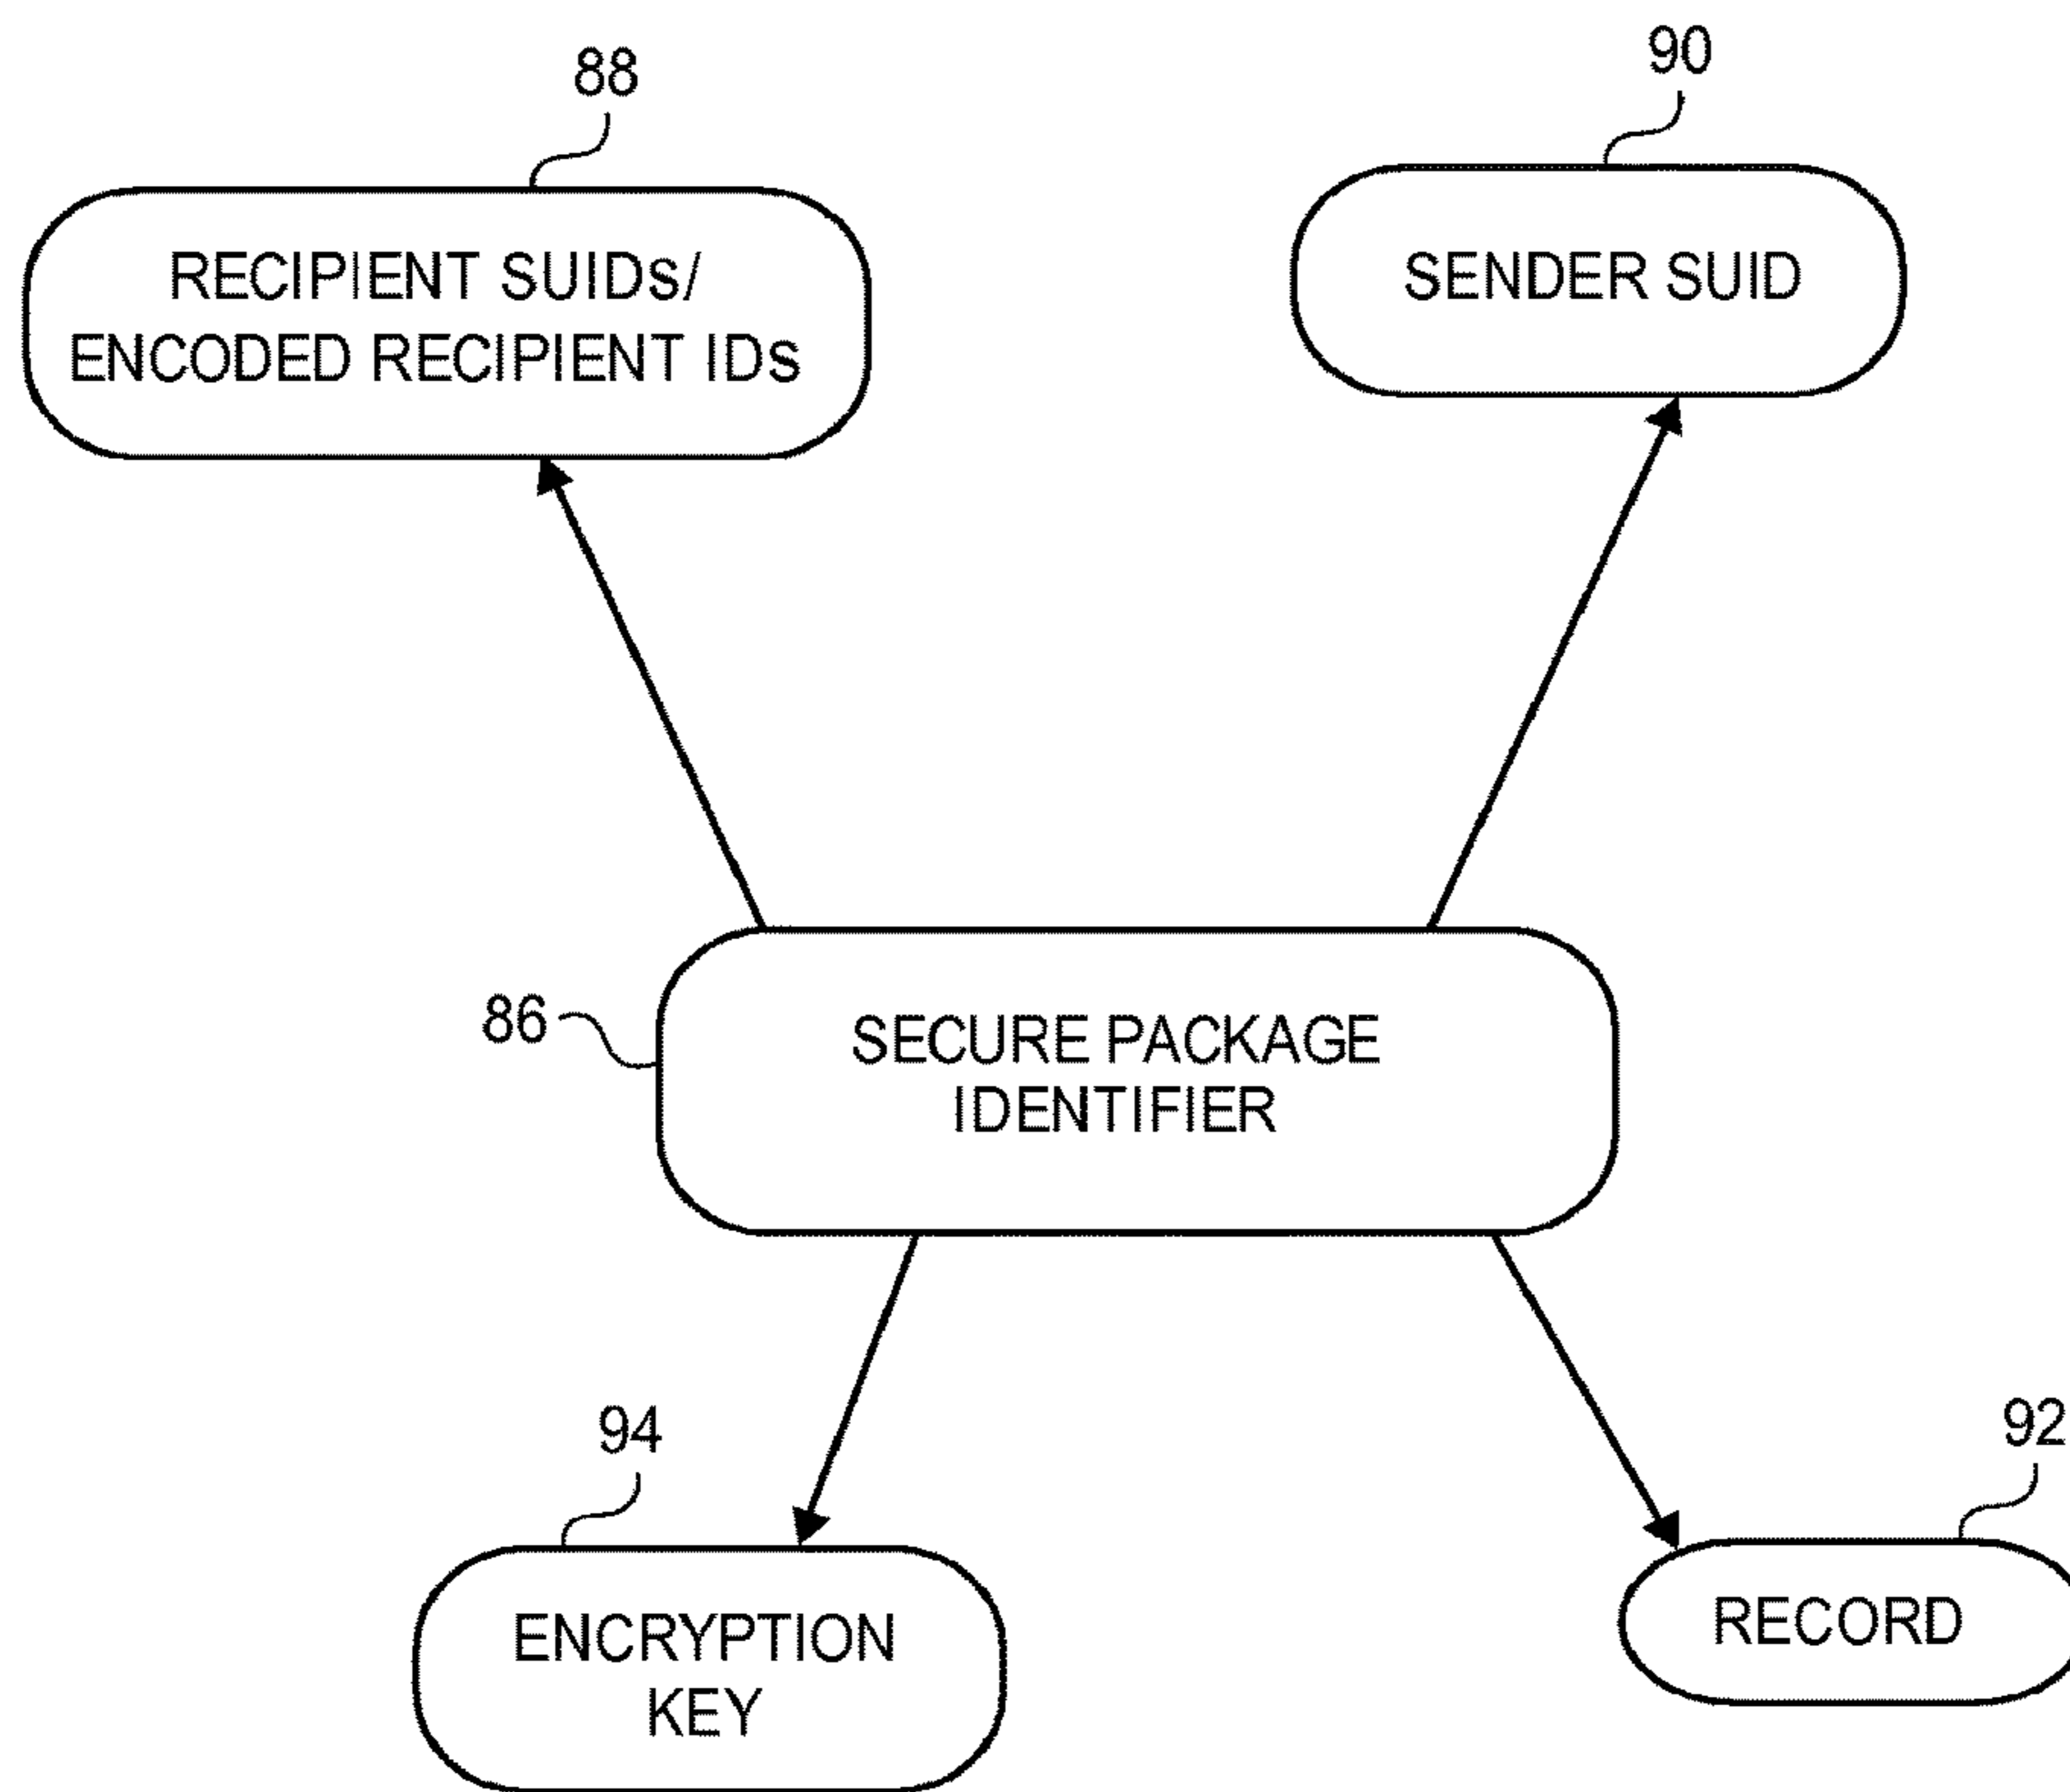 88
90
RECIPIENT SUIDs/
ENCODED RECIPIENT IDs
SENDER SUID
86
SECURE PACKAGE
IDENTIFIER
94
92
ENCRYPTION
KEY
RECORD